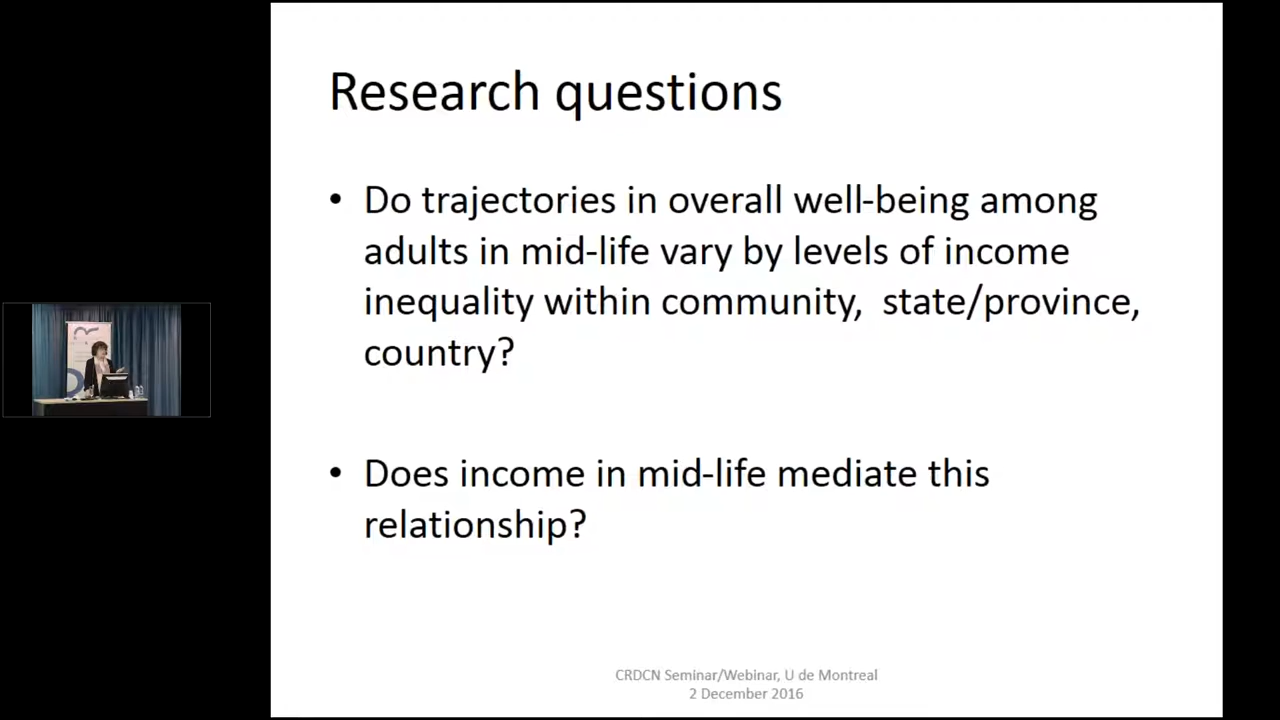 Research questions
• Do trajectories in overall well-being among
adults in mid-life vary by levels of income
inequality within community,  state/province,
country?
• Does income in mid-life mediate this
relationship?
CRDCN Seminar/Webinar, U de Montreal
2 December 2016